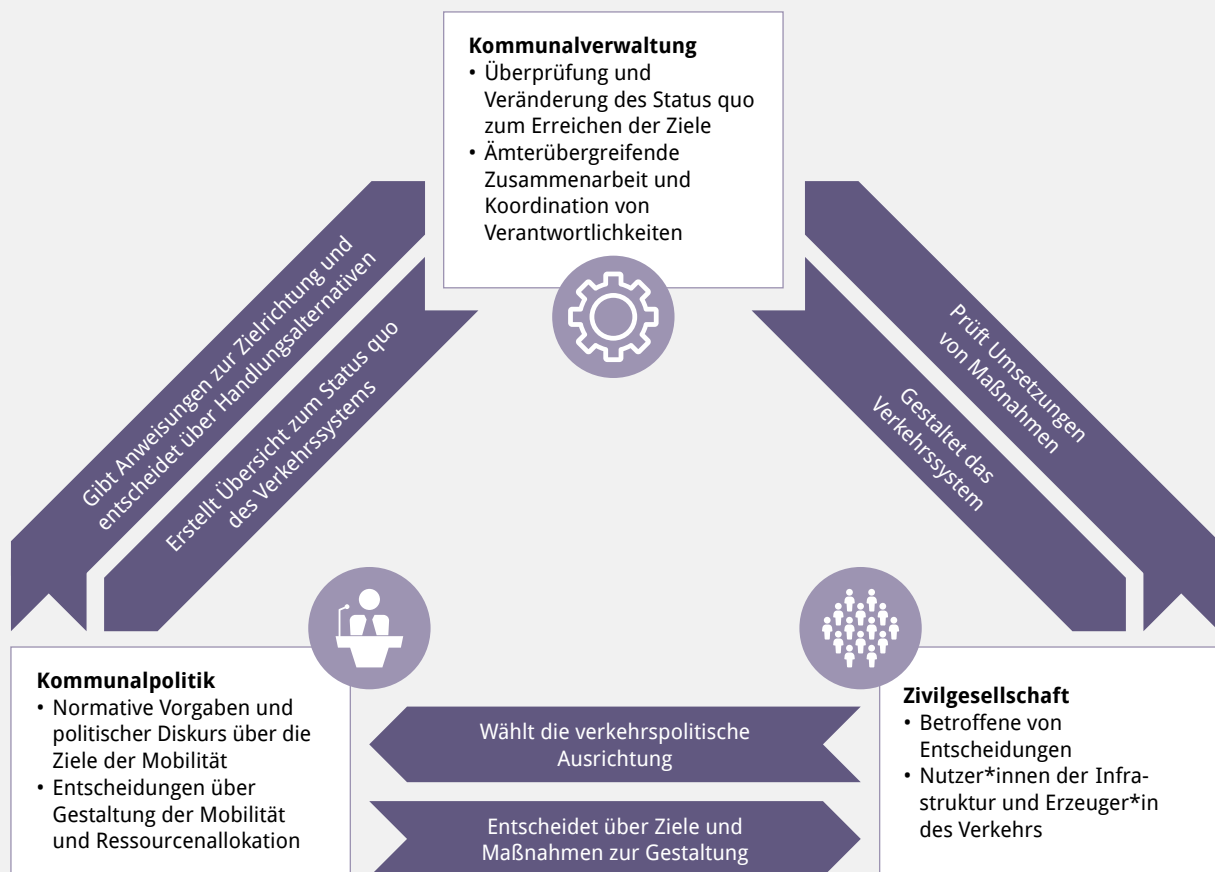 Kommunalverwaltung
• Überprüfung und
Veränderung des Status quo
zum Erreichen der Ziele
• Ämterübergreifende
Zusammenarbeit und
Koordination von
Verantwortlichkeiten
Gibt Anweisungen zur Zielrichtung und
entscheidet über Handlungsalternativen
Erstellt Übersicht zum Status quo
des Verkehrssystems
Prüft Umsetzungen
von Maßnahmen
Gestaltet das
Verkehrssystem
Kommunalpolitik
• Normative Vorgaben und
politischer Diskurs über die
Ziele der Mobilität
• Entscheidungen über
Gestaltung der Mobilität
und Ressourcenallokation
Wählt die verkehrspolitische
Ausrichtung
Entscheidet über Ziele und
Maßnahmen zur Gestaltung
Zivilgesellschaft
• Betroffene von
Entscheidungen
• Nutzer*innen der Infra-
struktur und Erzeuger*in
des Verkehrs